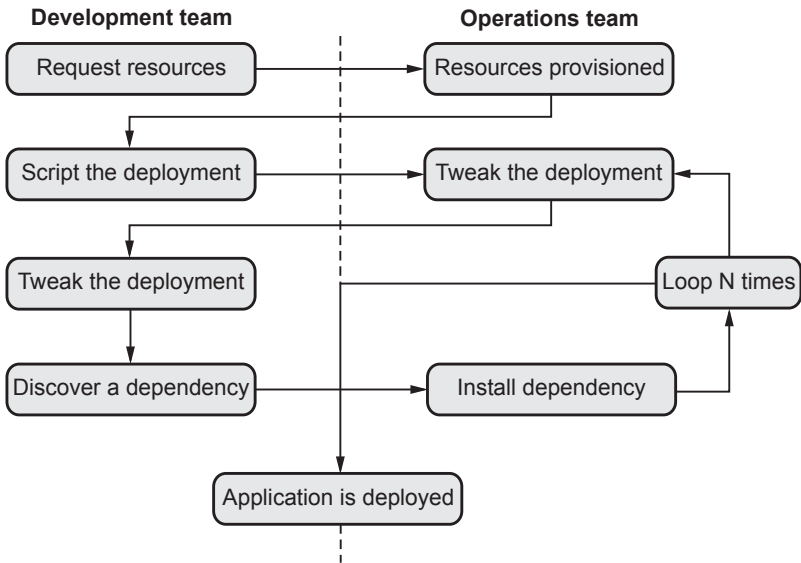 Development team
Operations team
Request resources
Resources provisioned
Script the deployment
Tweak the deployment
Tweak the deployment
Loop N times
Discover a dependency
Install dependency
Application is deployed